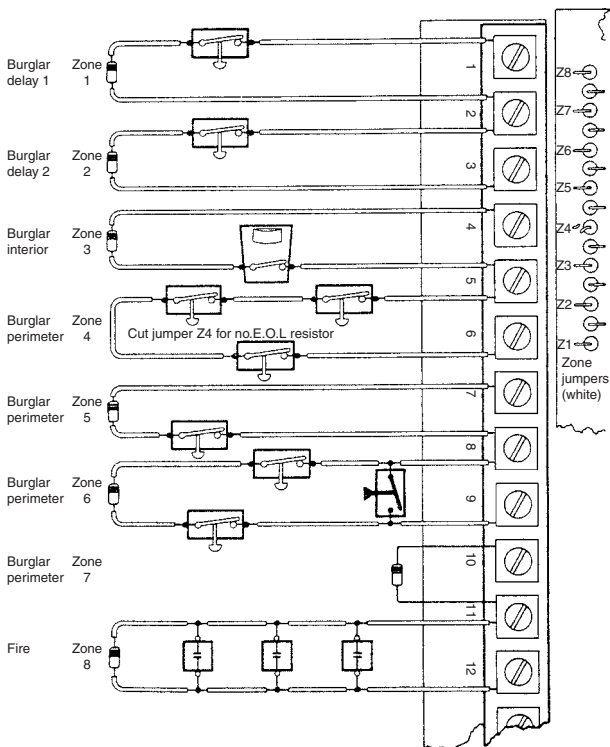 Burglar Zone
delay 1 1
1
Z8
2
Z7
Burglar Zone
delay 2 2
3
Z6
Z5
4
Burglar Zone
interior 3
Z4
5
Z3
Z2
Burglar Zone
perimeter 4
Cut jumper Z4 for no.E.O.L resistor
6
Z1
Zone
jumpers
(white)
7
Burglar Zone
perimeter 5
8
Burglar Zone
perimeter 6
9
Burglar Zone
perimeter 7
10
11
Fire Zone
8
12